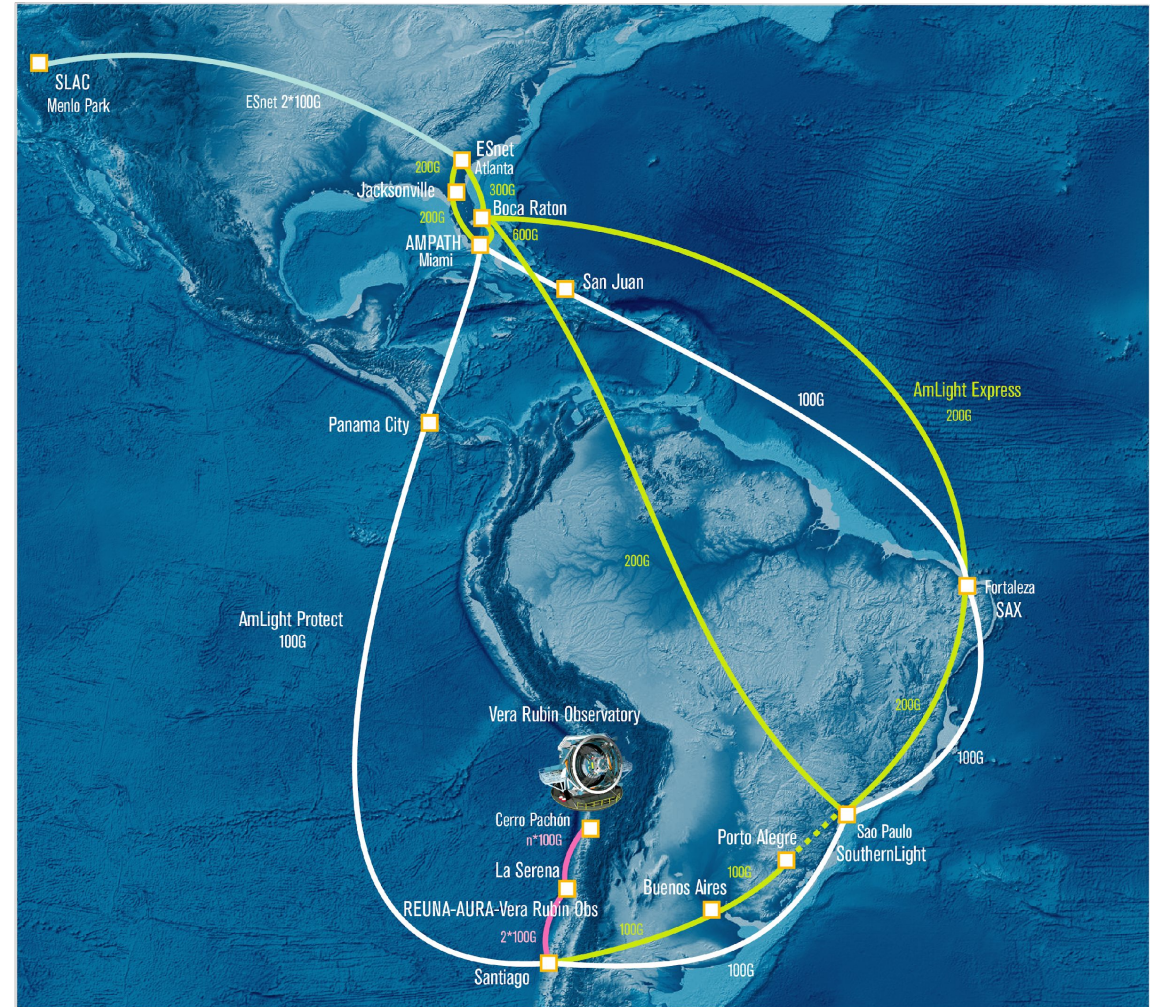 SLAC
Menlo Park
ESnet 2*100G
ESnet
Atlanta
200G
Jacksonville
300G
Boca Raton
200G
600G
AMPATH
Miami
San Juan
AmLight Express
200G
100G
Panama City
200G
Fortaleza
SAX
AmLight Protect
100G
200G
Vera Rubin Observatory
100G
Cerro Pachón
n*100G
Sao Paulo
SouthernLight
Porto Alegre
100G
La Serena
Buenos Aires
REUNA-AURA-Vera Rubin Obs
100G
2*100G
100G
Santiago